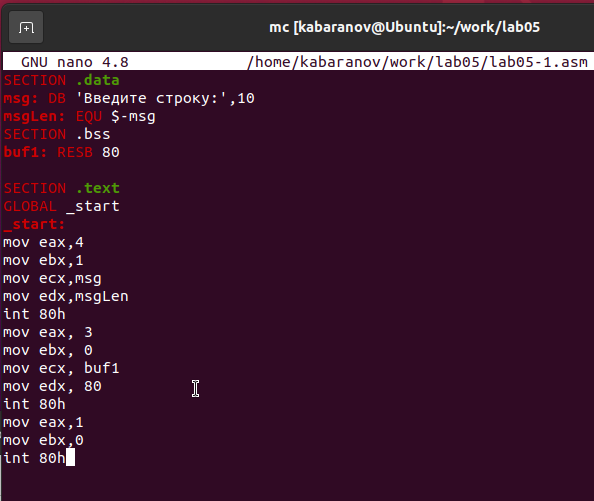 mc [kabaranov@Ubuntu]:~/work/lab05
GNU nano 4.8 /home/kabaranov/work/lab05/lab05-1.asm
SECTION .data
msg: DB 'Введите строку:',10
msgLen: EQU $-msg
SECTION .bss
buf1: RESB 80
SECTION .text
GLOBAL _start
_start:
mov eax,4
mov ebx,1
mov ecx,msg
mov edx,msgLen
int 80h
mov eax, 3
mov ebx, 0
mov ecx, buf1
mov edx, 80
int 80h
mov eax,1
mov ebx,0
int 80h